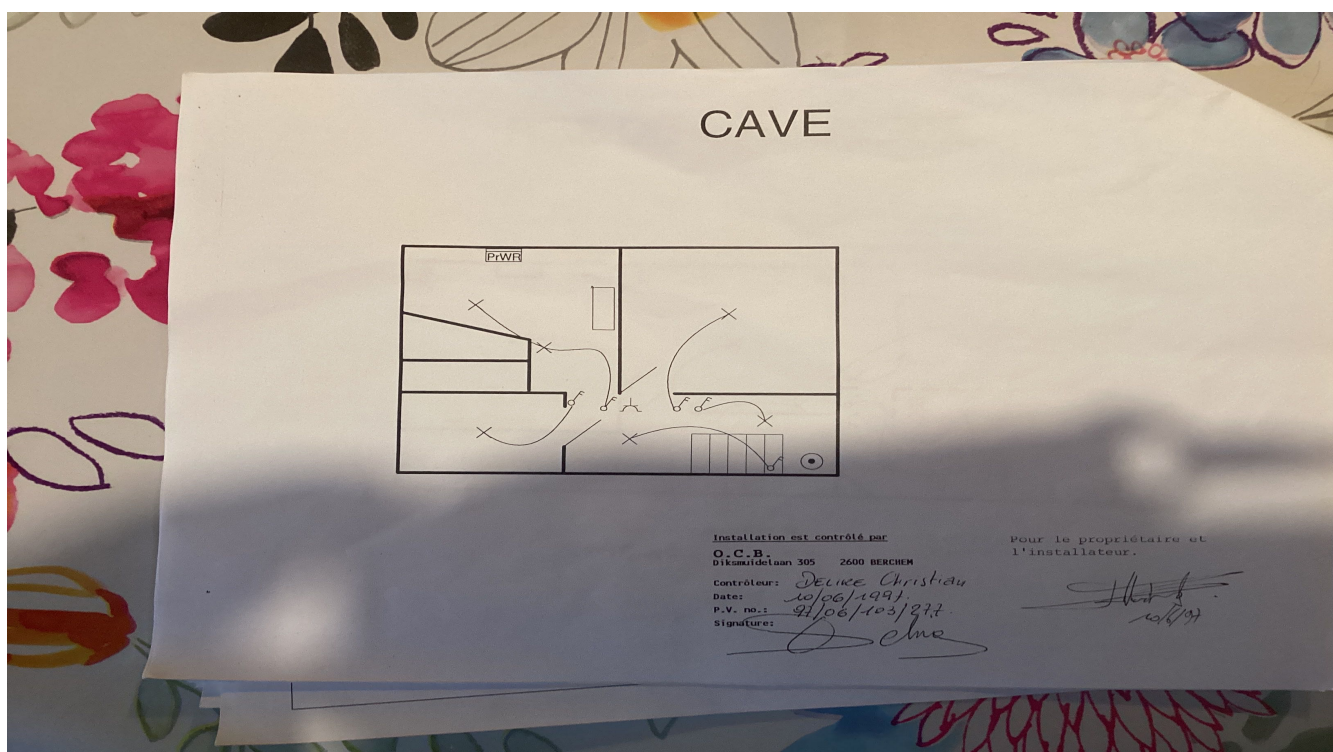 CAVE
PrWR
Installation est contrôlé par
O.C.B.
Diksmuidelaan 305 2600 BERCHEM
Contrôleur: DELIRE Christian
Date: 10/06/1997.
P.V. no.: 97/06/103/277.
Signature:
Pour le propriétaire et
l'installateur.
10/6/97